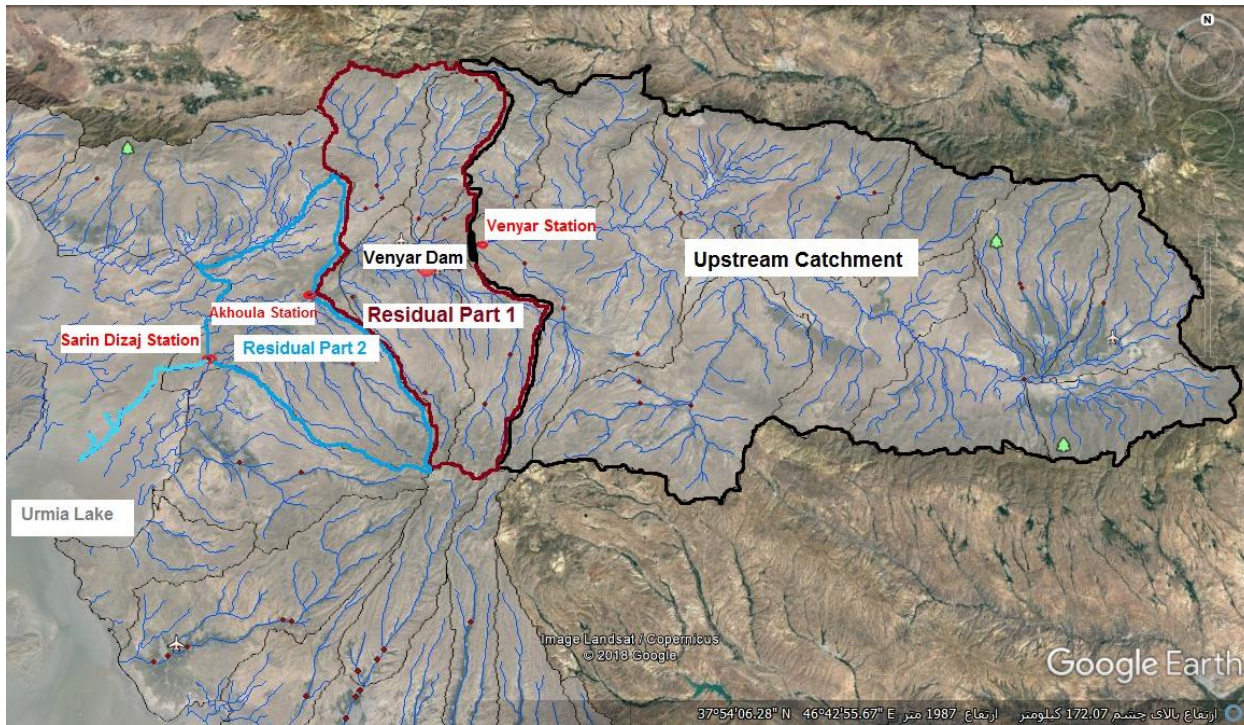 N
Venyar Station
Venyar Dam
Upstream Catchment
Akhoula Station
Residual Part 1
Sarin Dizaj Station
Residual Part 2
Urmia Lake
Image Landsat / Copernicus
© 2018 Google
Google Earth
37°54'06.28" N 46°42'55.67" E ارتفاع 1987 متر ارتفاع بالای چشم 172.07 کیلومتر